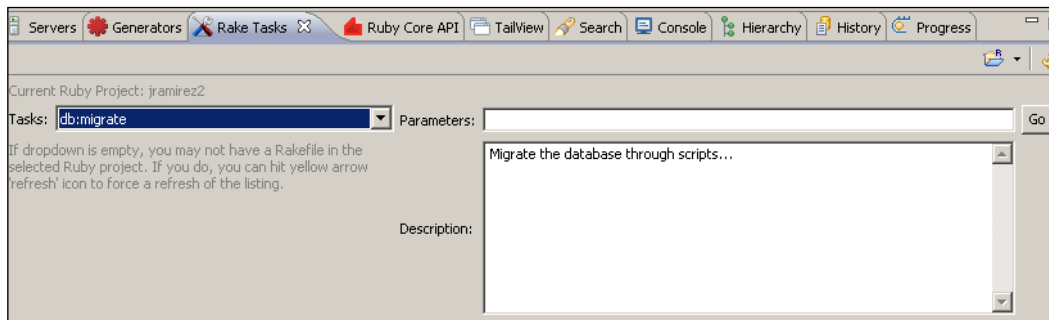 Servers Generators Rake Tasks Ruby Core API TailView Search Console Hierarchy History Progress
Current Ruby Project: jramirez2
Tasks: db:migrate Parameters: Go
If dropdown is empty, you may not have a Rakefile in the
selected Ruby project. If you do, you can hit yellow arrow
'refresh' icon to force a refresh of the listing.
Migrate the database through scripts...
Description: